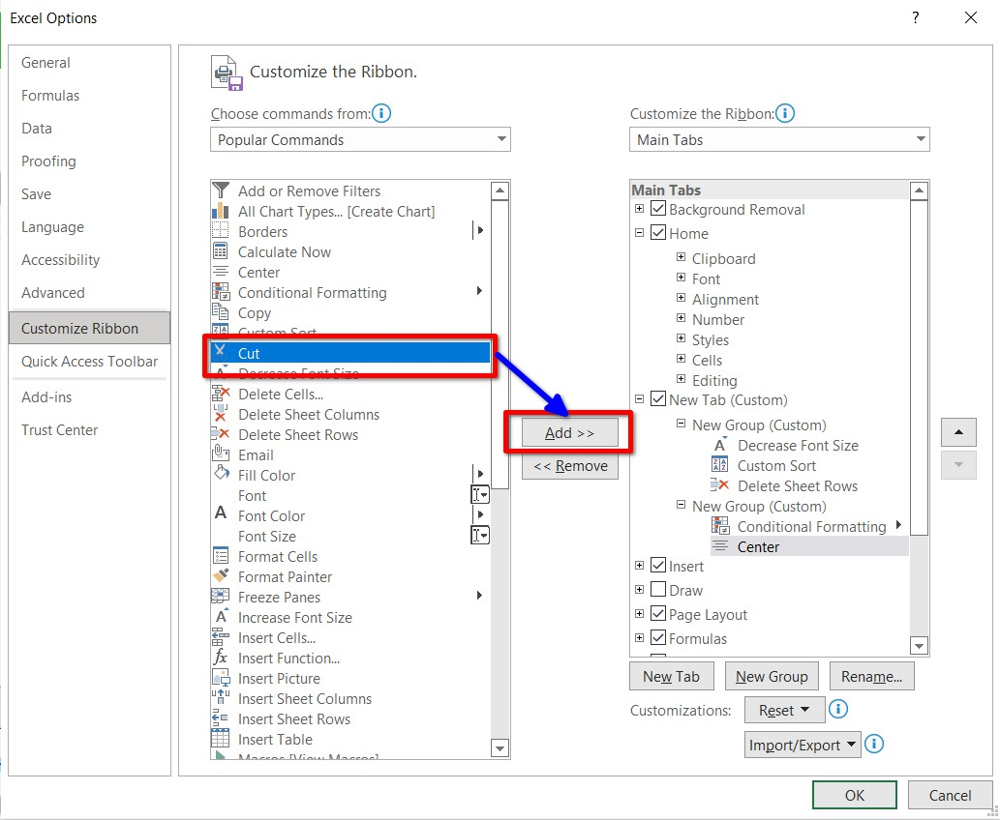 Excel Options
?
General
Formulas
Data
Proofing
Save
Language
Accessibility
Advanced
Customize Ribbon
Quick Access Toolbar
Add-ins
Trust Center
Customize the Ribbon.
Choose commands from:
Popular Commands
Add or Remove Filters
All Chart Types... [Create Chart]
Borders
Calculate Now
Center
Conditional Formatting
Copy
Custom Sort
Cut
Decrease Font Size
Delete Cells...
Delete Sheet Columns
Delete Sheet Rows
Email
Fill Color
Font
Font Color
Font Size
Format Cells
Format Painter
Freeze Panes
Increase Font Size
Insert Cells...
Insert Function...
Insert Picture
Insert Sheet Columns
Insert Sheet Rows
Insert Table
Macros [View Macros]
Add >>
<< Remove
Customize the Ribbon:
Main Tabs
Main Tabs
Background Removal
Home
Clipboard
Font
Alignment
Number
Styles
Cells
Editing
New Tab (Custom)
New Group (Custom)
Decrease Font Size
Custom Sort
Delete Sheet Rows
New Group (Custom)
Conditional Formatting
Center
Insert
Draw
Page Layout
Formulas
New Tab
New Group
Rename...
Customizations:
Reset
Import/Export
OK
Cancel